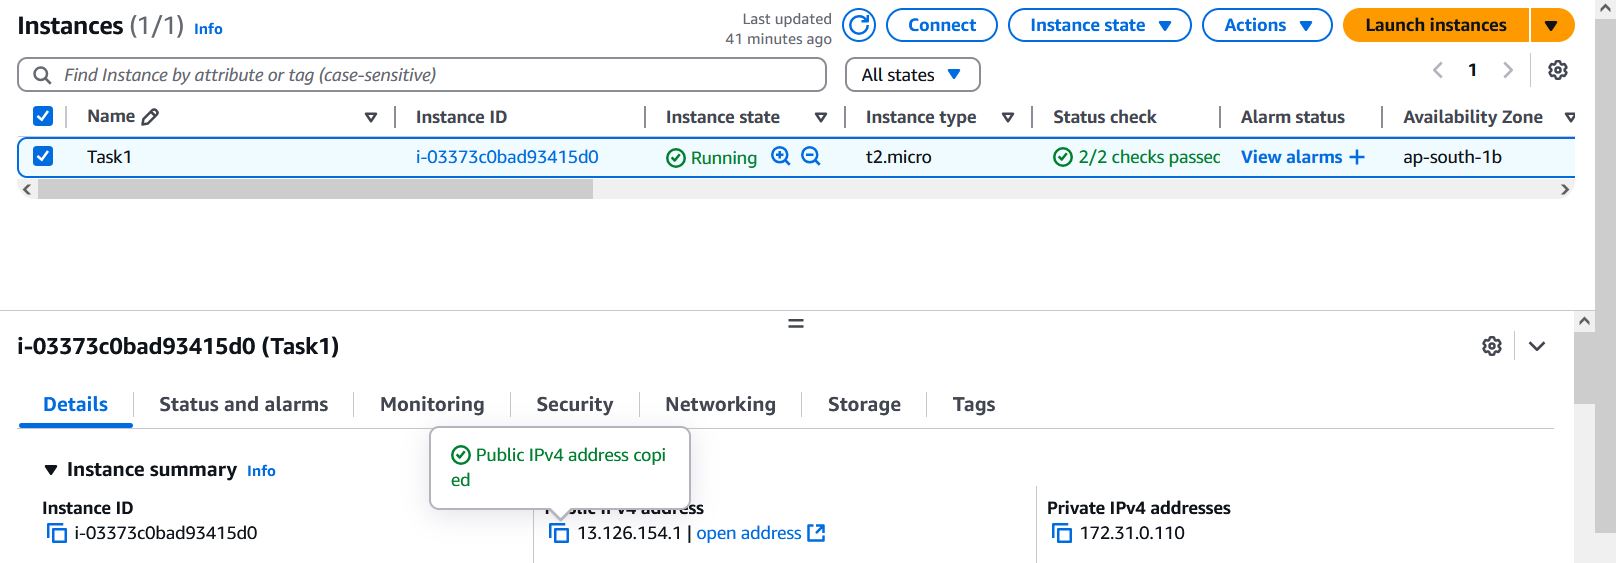 Instances (1/1) Info
Last updated
41 minutes ago
Connect
Instance state
Actions
Launch instances
Find Instance by attribute or tag (case-sensitive)
All states
1
Name Instance ID Instance state Instance type Status check Alarm status Availability Zone
Task1 i-03373c0bad93415d0 Running t2.micro 2/2 checks passec View alarms + ap-south-1b
i-03373c0bad93415d0 (Task1)
Details Status and alarms Monitoring Security Networking Storage Tags
Public IPv4 address copi
ed
Instance summary Info
Instance ID
i-03373c0bad93415d0
Public IPv4 address
13.126.154.1 | open address
Private IPv4 addresses
172.31.0.110